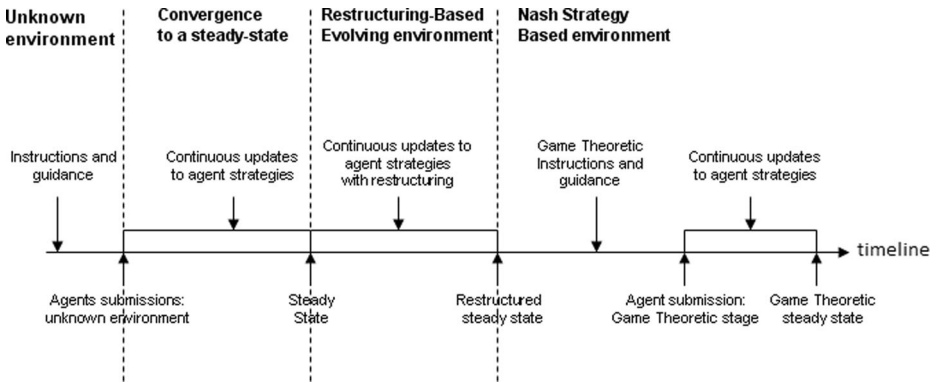 Unknown
environment
Convergence
to a steady-state
Restructuring-Based
Evolving environment
Nash Strategy
Based environment
Instructions and
guidance
Continuous updates
to agent strategies
Continuous updates to
agent strategies
with restructuring
Game Theoretic
Instructions and
guidance
Continuous updates
to agent strategies
timeline
Agents submissions:
unknown environment
Steady
State
Restructured
steady state
Agent submission:
Game Theoretic stage
Game Theoretic
steady state